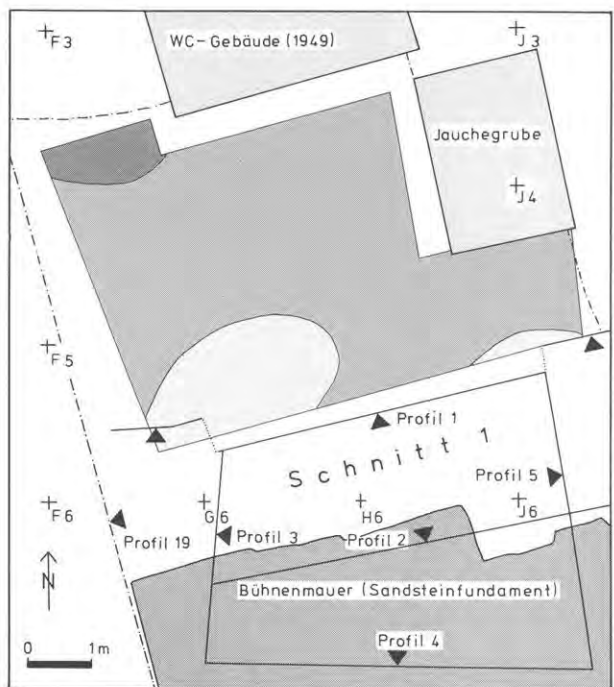 F3
WC-Gebäude (1949)
J3
Jauchegrube
J4
F5
Profil 1
Schnitt 1
Profil 5
F6
G6
H6
J6
Profil 19
Profil 3
Profil 2
N
Bühnenmauer (Sandsteinfundament)
Profil 4
0 1m